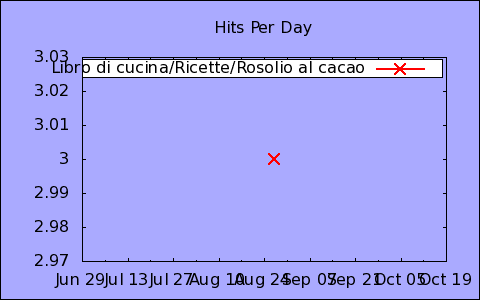 Hits Per Day
3.03
Libro di cucina/Ricette/Rosolio al cacao
3.02
3.01
3
2.99
2.98
2.97
Jun 29 Jul 13 Jul 27 Aug 10 Aug 24 Sep 07 Sep 21 Oct 05 Oct 19